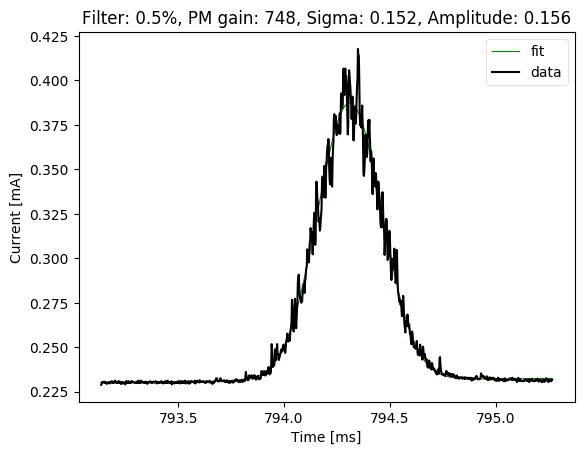 Filter: 0.5%, PM gain: 748, Sigma: 0.152, Amplitude: 0.156
fit
data
0.425
0.400
0.375
0.350
0.325
0.300
0.275
0.250
0.225
Current [mA]
793.5
794.0
794.5
795.0
Time [ms]